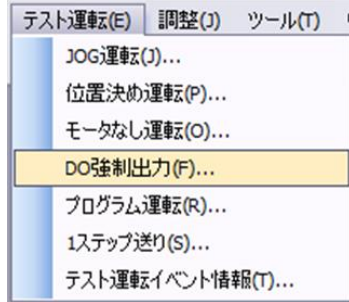 テスト運転(E) 調整(J) ツール(T)
JOG運転(J)...
位置決め運転(P)...
モータなし運転(O)...
DO強制出力(F)...
プログラム運転(R)...
1ステップ送り(S)...
テスト運転イベント情報(T)...